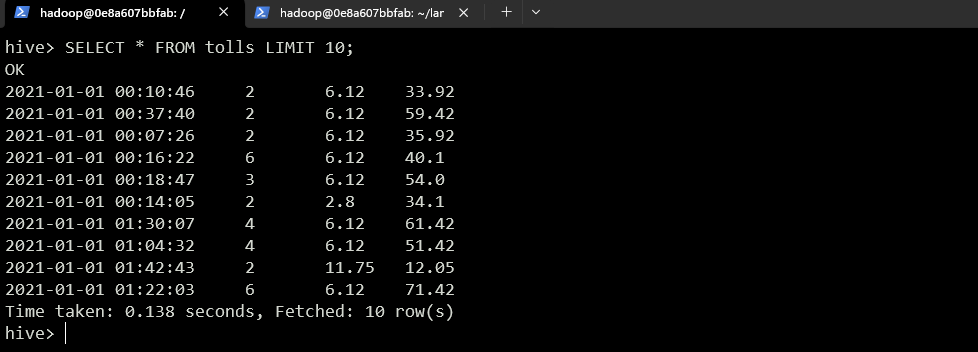 hadoop@0e8a607bbfab: /
hadoop@0e8a607bbfab: ~/lar
hive> SELECT * FROM tolls LIMIT 10;
OK
2021-01-01 00:10:46 2 6.12 33.92
2021-01-01 00:37:40 2 6.12 59.42
2021-01-01 00:07:26 2 6.12 35.92
2021-01-01 00:16:22 6 6.12 40.1
2021-01-01 00:18:47 3 6.12 54.0
2021-01-01 00:14:05 2 2.8 34.1
2021-01-01 01:30:07 4 6.12 61.42
2021-01-01 01:04:32 4 6.12 51.42
2021-01-01 01:42:43 2 11.75 12.05
2021-01-01 01:22:03 6 6.12 71.42
Time taken: 0.138 seconds, Fetched: 10 row(s)
hive>